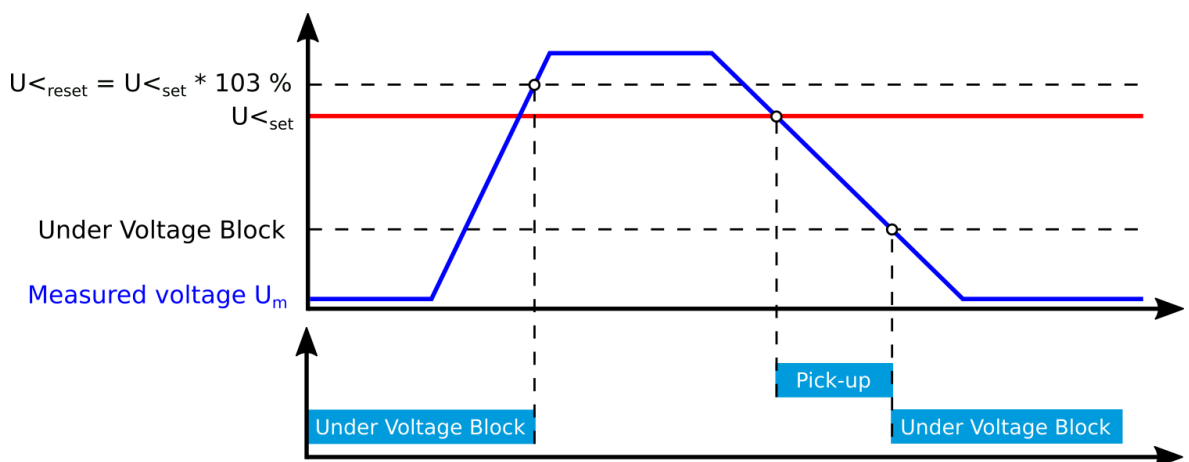 U<reset = U<set * 103 %
U<set
Under Voltage Block
Measured voltage Um
Pick-up
Under Voltage Block
Under Voltage Block